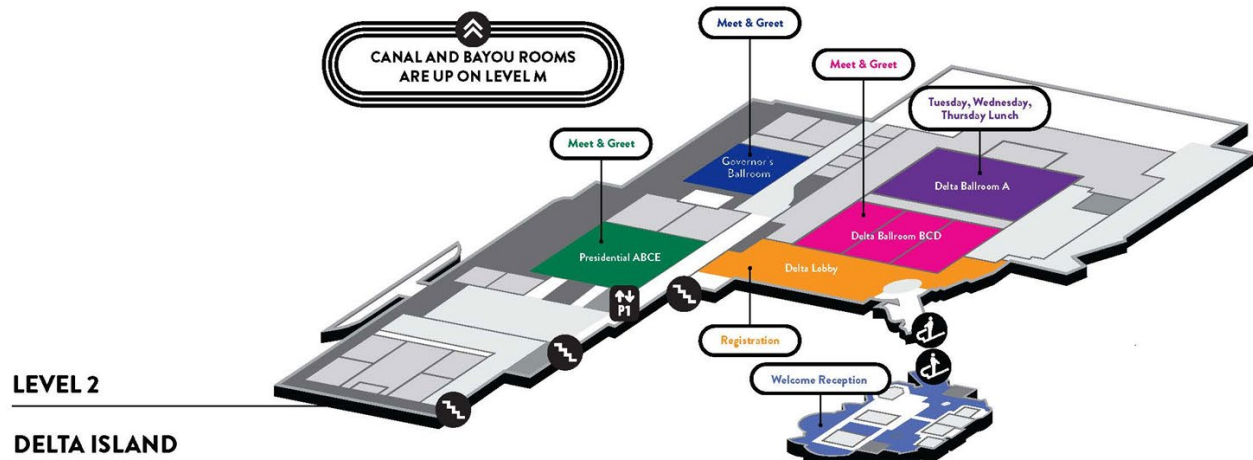 CANAL AND BAYOU ROOMS
ARE UP ON LEVEL M
Meet & Greet
Meet & Greet
Tuesday, Wednesday,
Thursday Lunch
Meet & Greet
Governor's
Ballroom
Delta Ballroom A
Delta Ballroom BCD
Presidential ABCE
Delta Lobby
P1
Registration
Welcome Reception
LEVEL 2
DELTA ISLAND